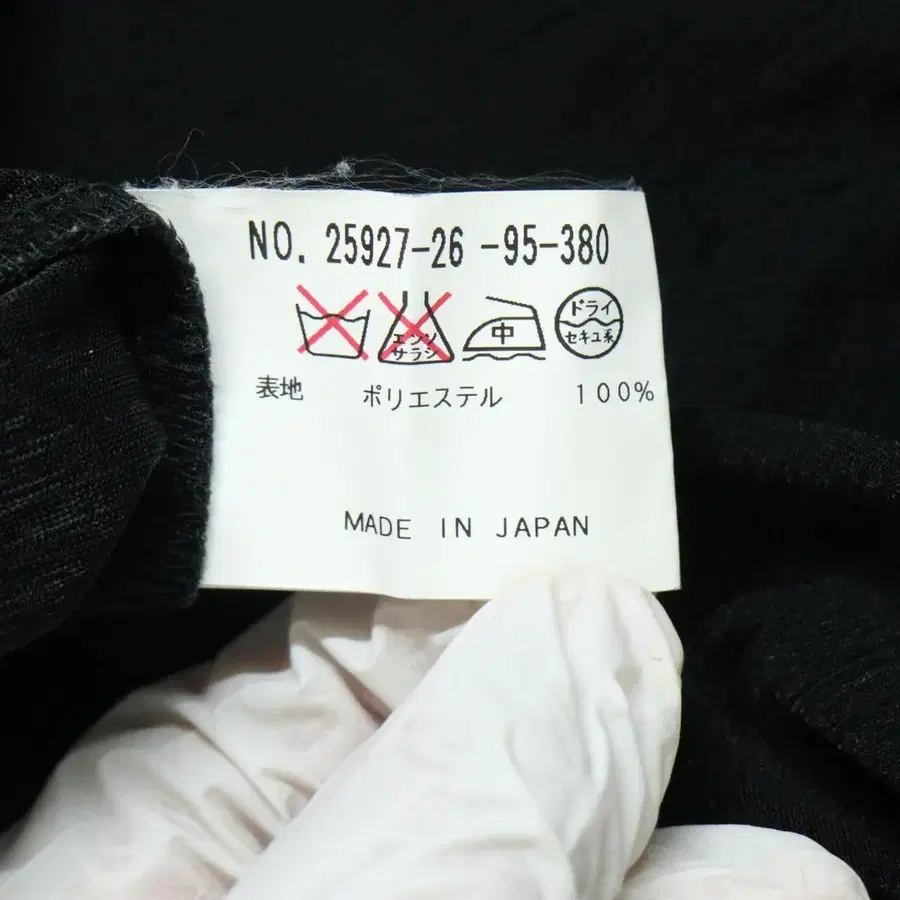 NO. 25927-26 -95-380
エンソ サラシ 中 ドライ セキユ系
表地 ポリエステル 100%
MADE IN JAPAN